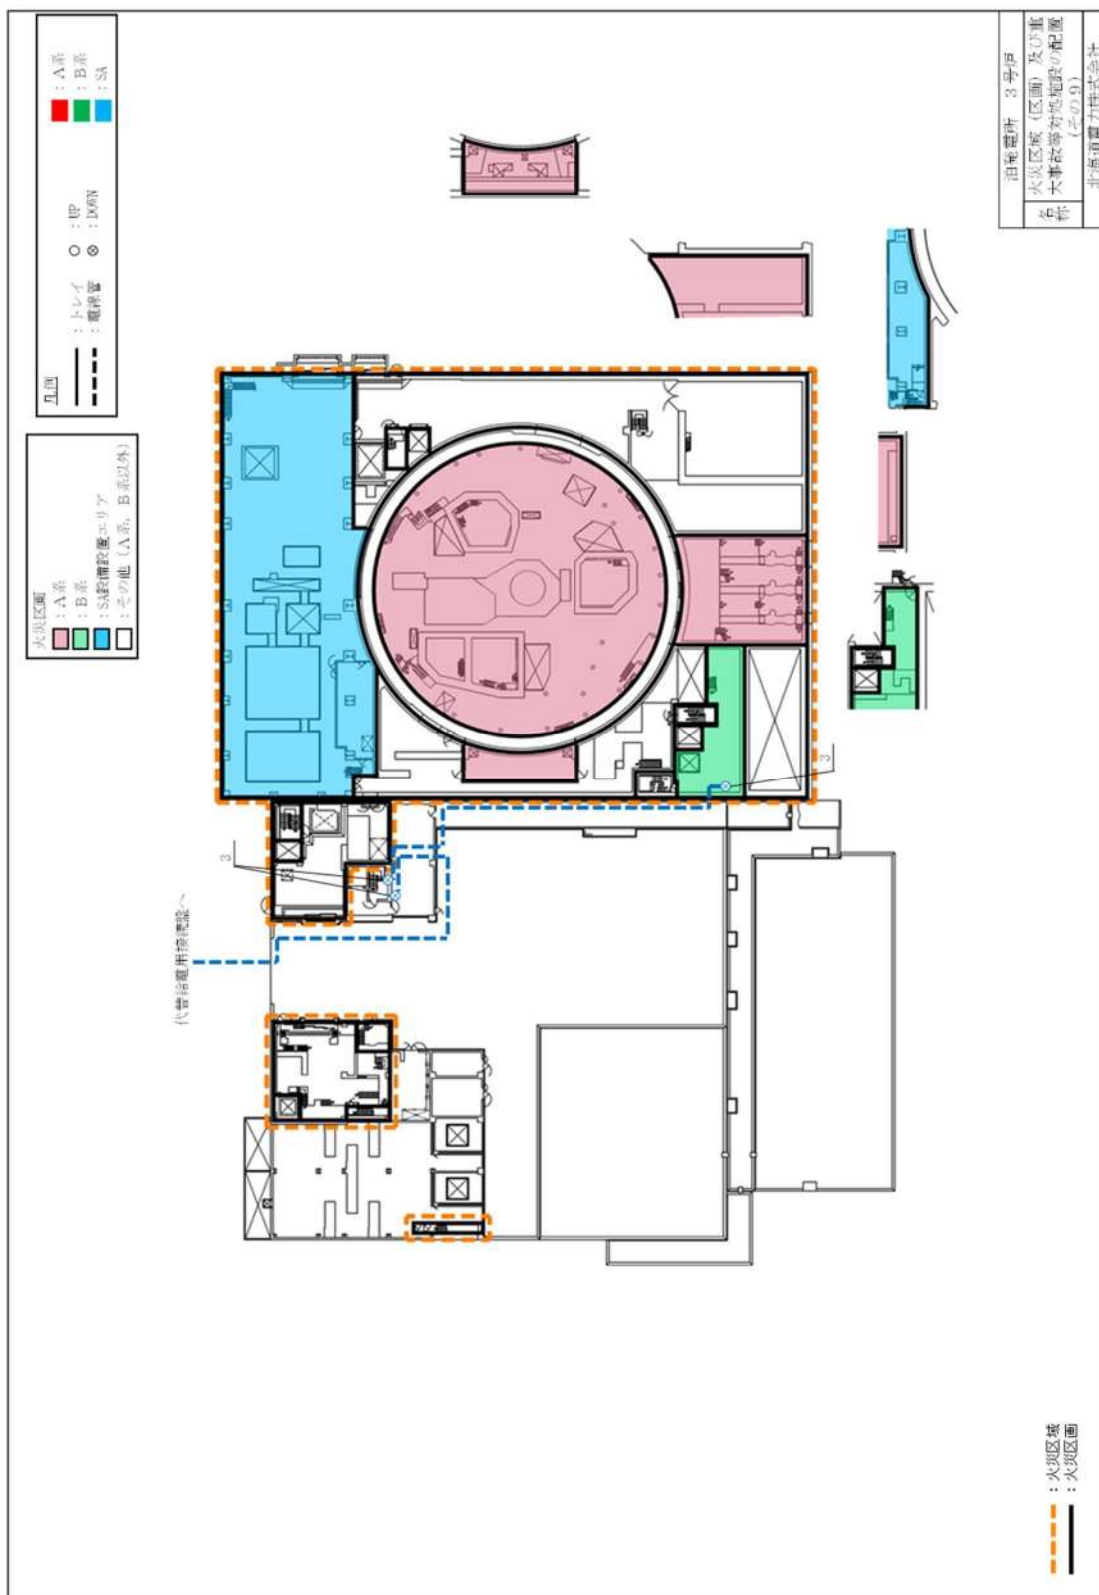 火災区画
：A系
：B系
：SA設備設置エリア
：その他（A系，B系以外）
凡例
：トレイ
：電線管
○：UP
⊗：DOWN
：A系
：B系
：SA
代替給電用接続盤へ
3
3
：火災区域
：火災区画
泊発電所 3号炉
名称
火災区域（区画）及び重
大事故等対処施設の配置
（その9）
北海道電力株式会社